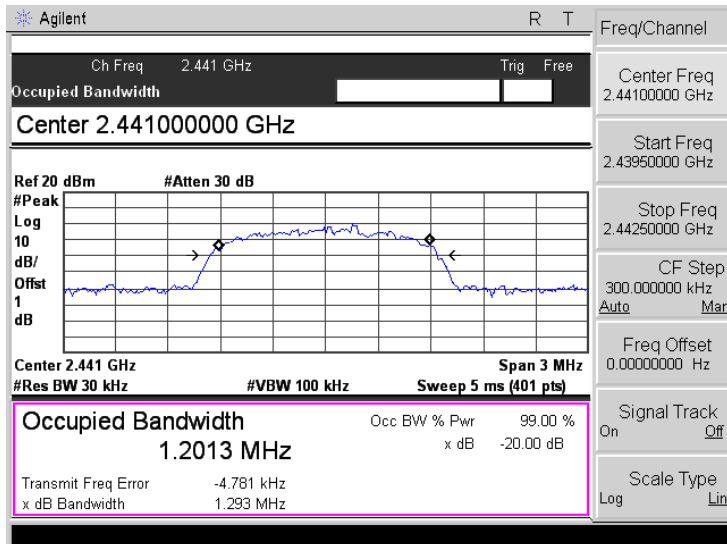 Agilent R T
Ch Freq 2.441 GHz Trig Free
Occupied Bandwidth
Center 2.441000000 GHz
Ref 20 dBm #Atten 30 dB
#Peak
Log
10
dB/
Offst
1
dB
Center 2.441 GHz Span 3 MHz
#Res BW 30 kHz #VBW 100 kHz Sweep 5 ms (401 pts)
Occupied Bandwidth Occ BW % Pwr 99.00 %
1.2013 MHz x dB -20.00 dB
Transmit Freq Error -4.781 kHz
x dB Bandwidth 1.293 MHz
Freq/Channel
Center Freq
2.44100000 GHz
Start Freq
2.43950000 GHz
Stop Freq
2.44250000 GHz
CF Step
300.000000 kHz
Auto Man
Freq Offset
0.00000000 Hz
Signal Track
On Off
Scale Type
Log Lin